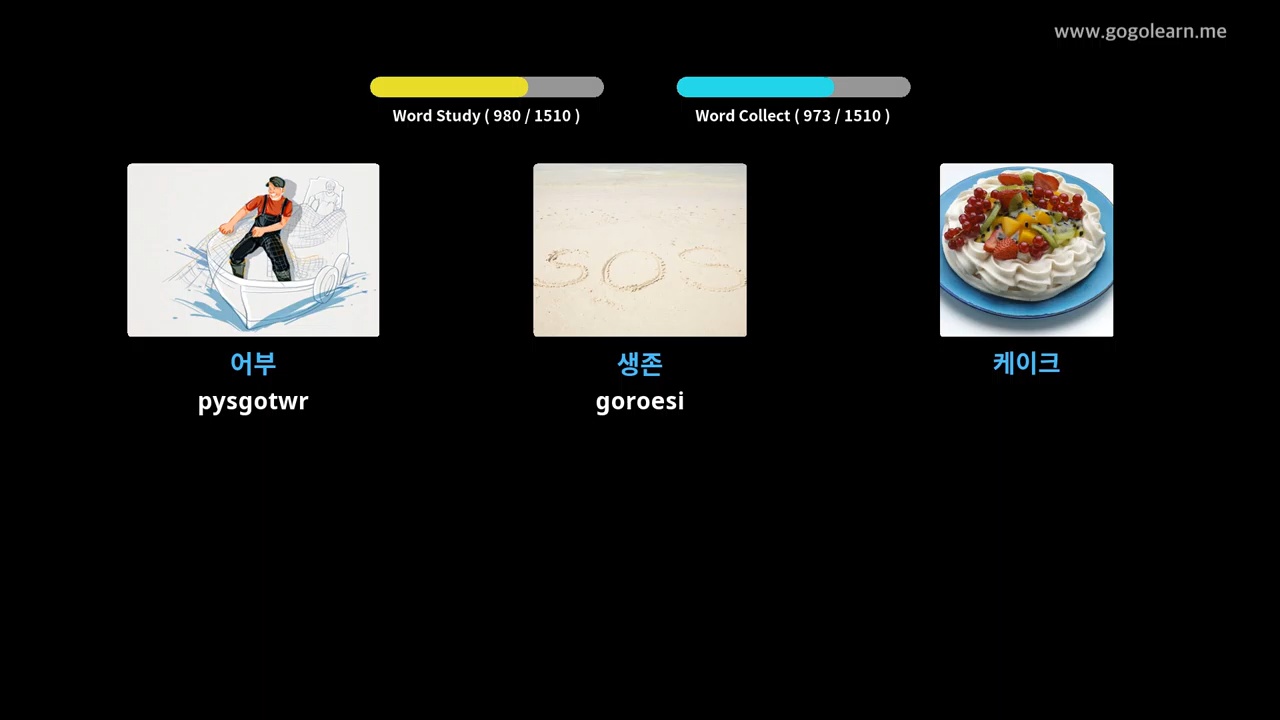 www.gogolearn.me
Word Study ( 980 / 1510 )
Word Collect ( 973 / 1510 )
SOS
어부
pysgotwr
생존
goroesi
케이크